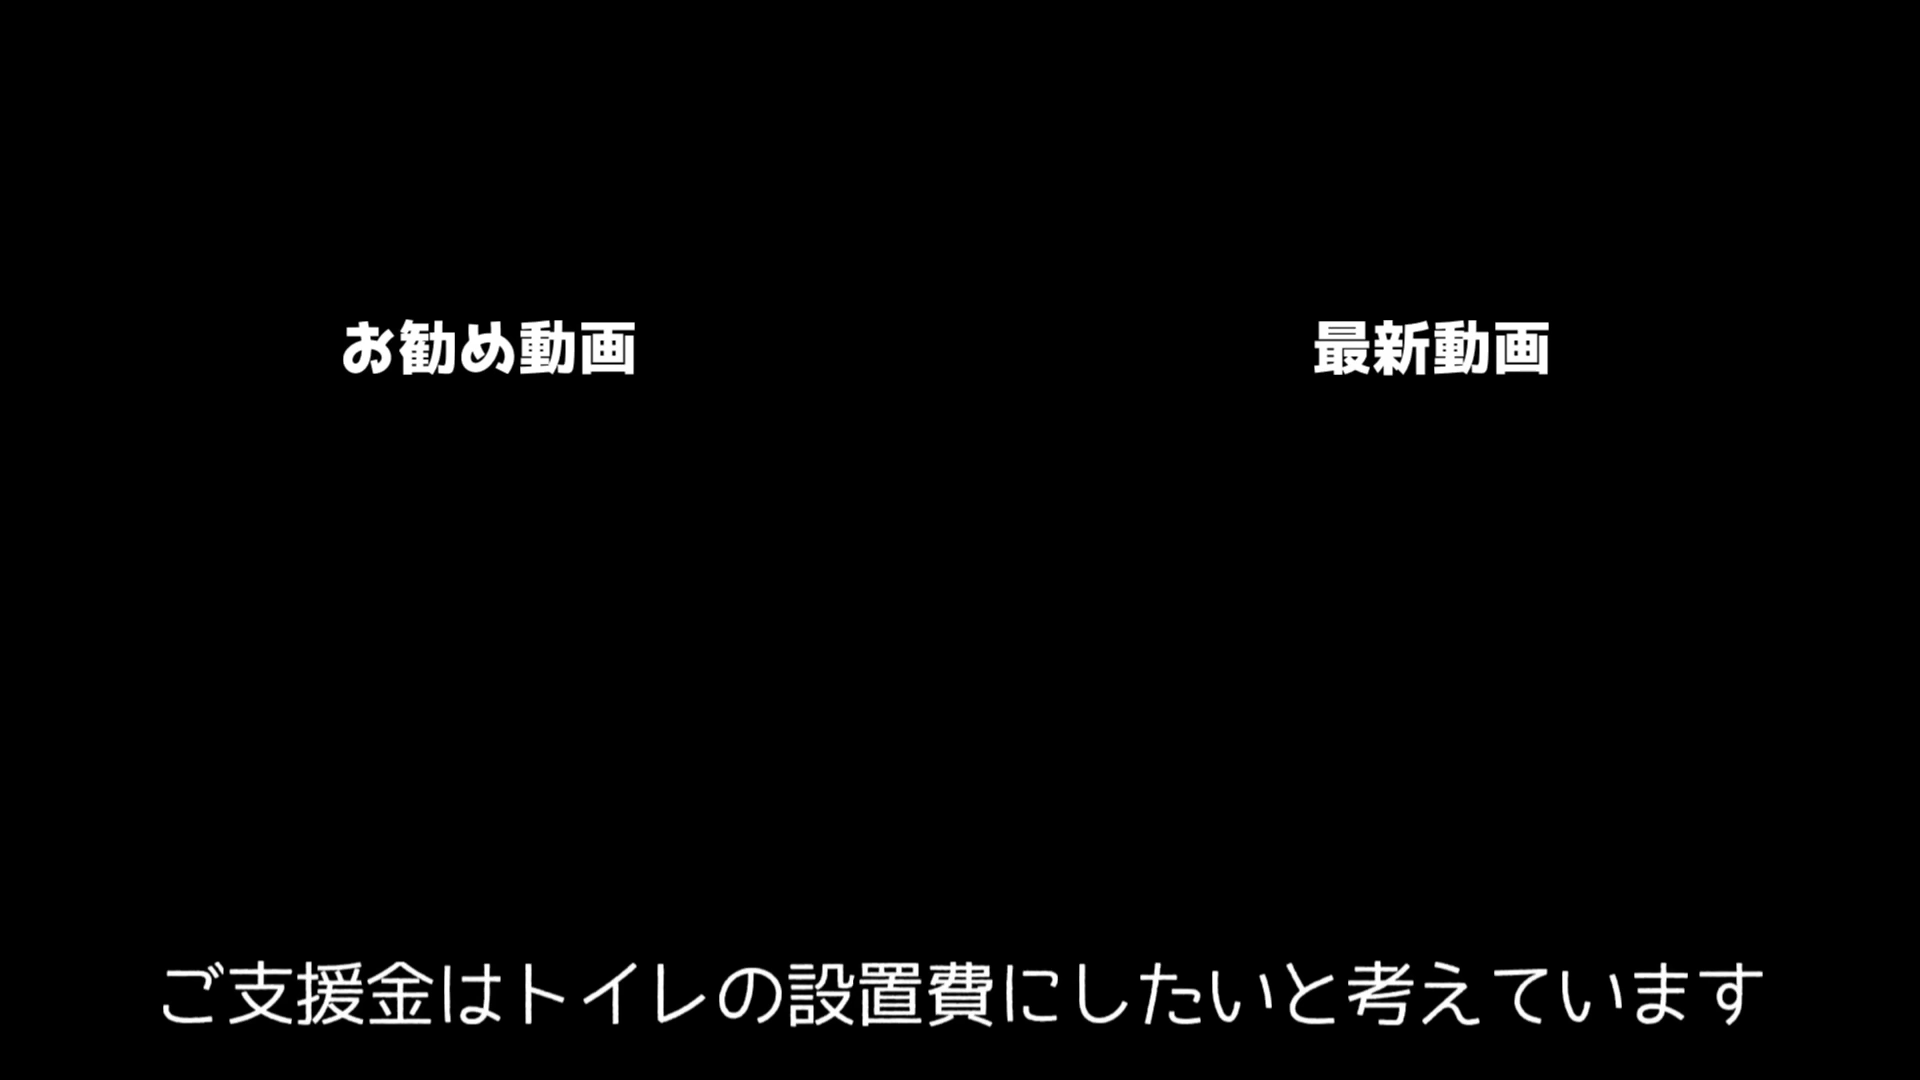 お勧め動画
最新動画
ご支援金はトイレの設置費にしたいと考えています